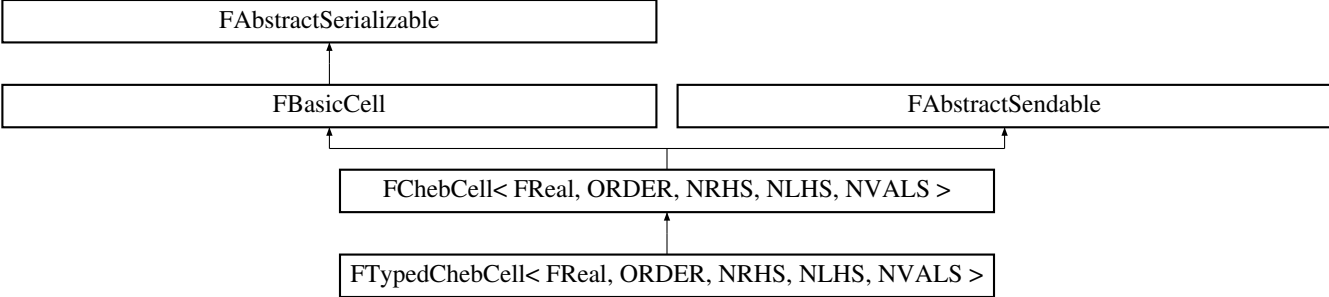 FAbstractSerializable
FBasicCell
FAbstractSendable
FChebCell< FReal, ORDER, NRHS, NLHS, NVALS >
FTypedChebCell< FReal, ORDER, NRHS, NLHS, NVALS >